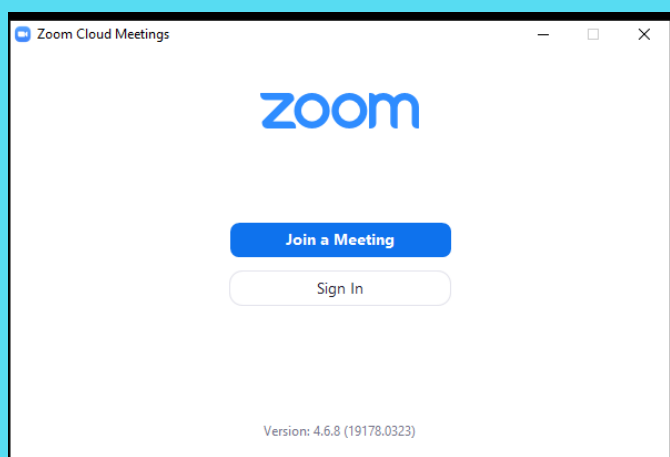 Zoom Cloud Meetings
zoom
Join a Meeting
Sign In
Version: 4.6.8 (19178.0323)